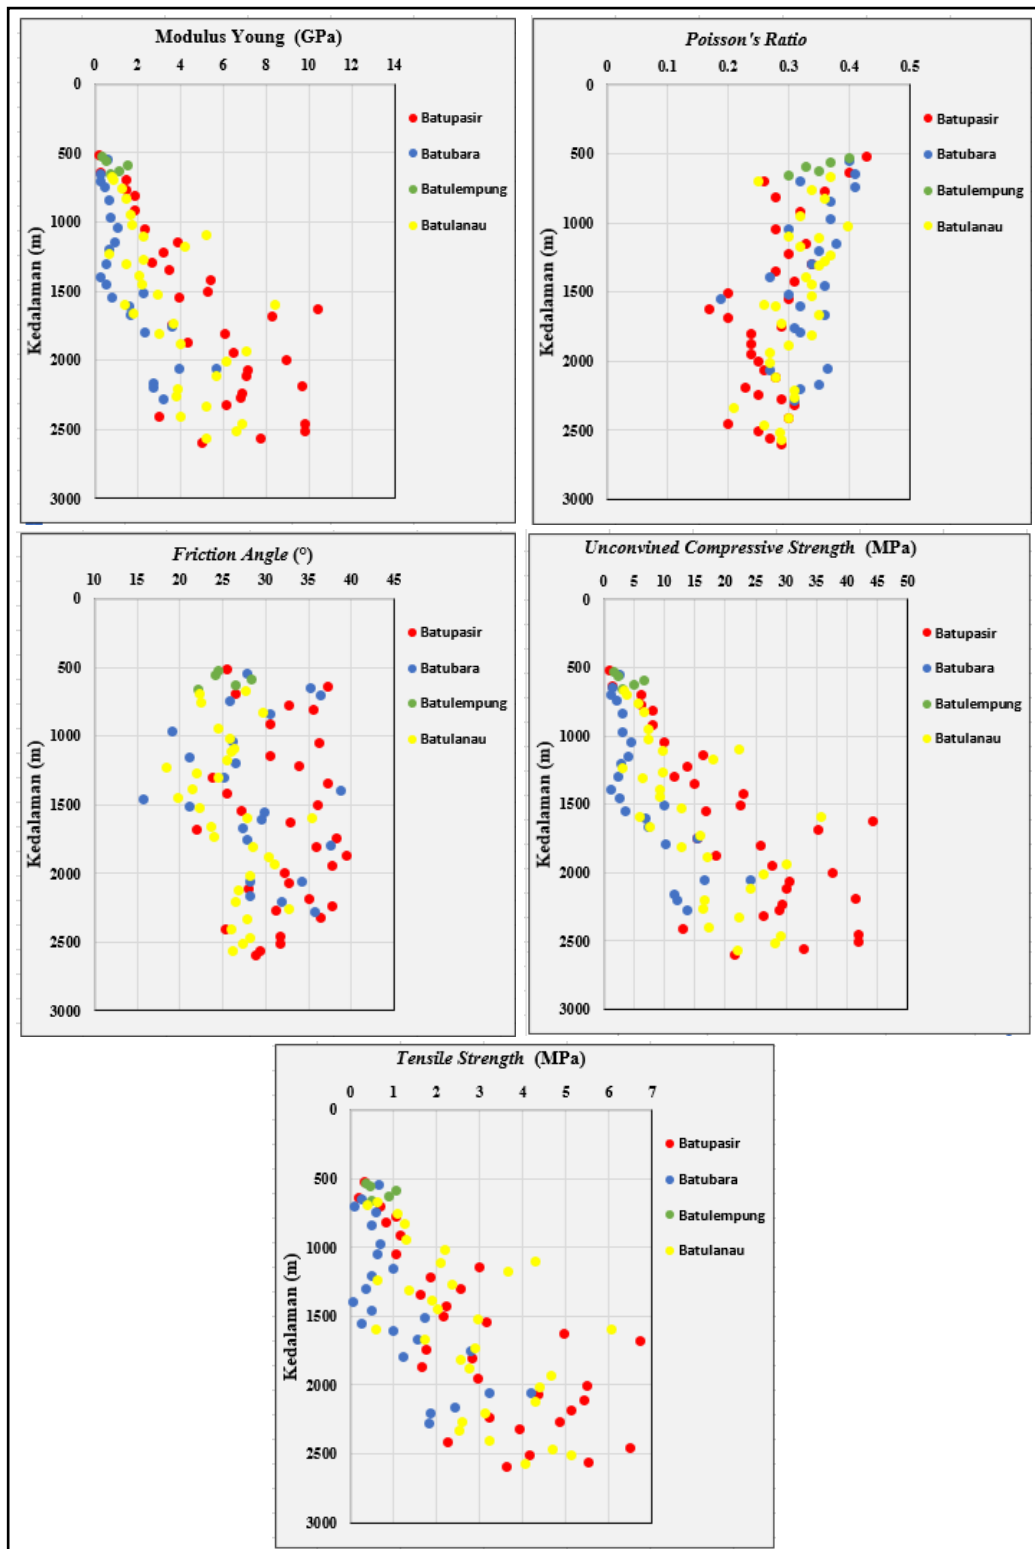 Modulus Young (GPa)
0 2 4 6 8 10 12 14
0
500
1000
1500
2000
2500
3000
Kedalaman (m)
Batupasir
Batubara
Batulempung
Batulanau
Poisson's Ratio
0 0.1 0.2 0.3 0.4 0.5
0
500
1000
1500
2000
2500
3000
Kedalaman (m)
Batupasir
Batubara
Batulempung
Batulanau
Friction Angle (°)
10 15 20 25 30 35 40 45
0
500
1000
1500
2000
2500
3000
Kedalaman (m)
Batupasir
Batubara
Batulempung
Batulanau
Unconvined Compressive Strength (MPa)
0 5 10 15 20 25 30 35 40 45 50
0
500
1000
1500
2000
2500
3000
Kedalaman (m)
Batupasir
Batubara
Batulempung
Batulanau
Tensile Strength (MPa)
0 1 2 3 4 5 6 7
0
500
1000
1500
2000
2500
3000
Kedalaman (m)
Batupasir
Batubara
Batulempung
Batulanau